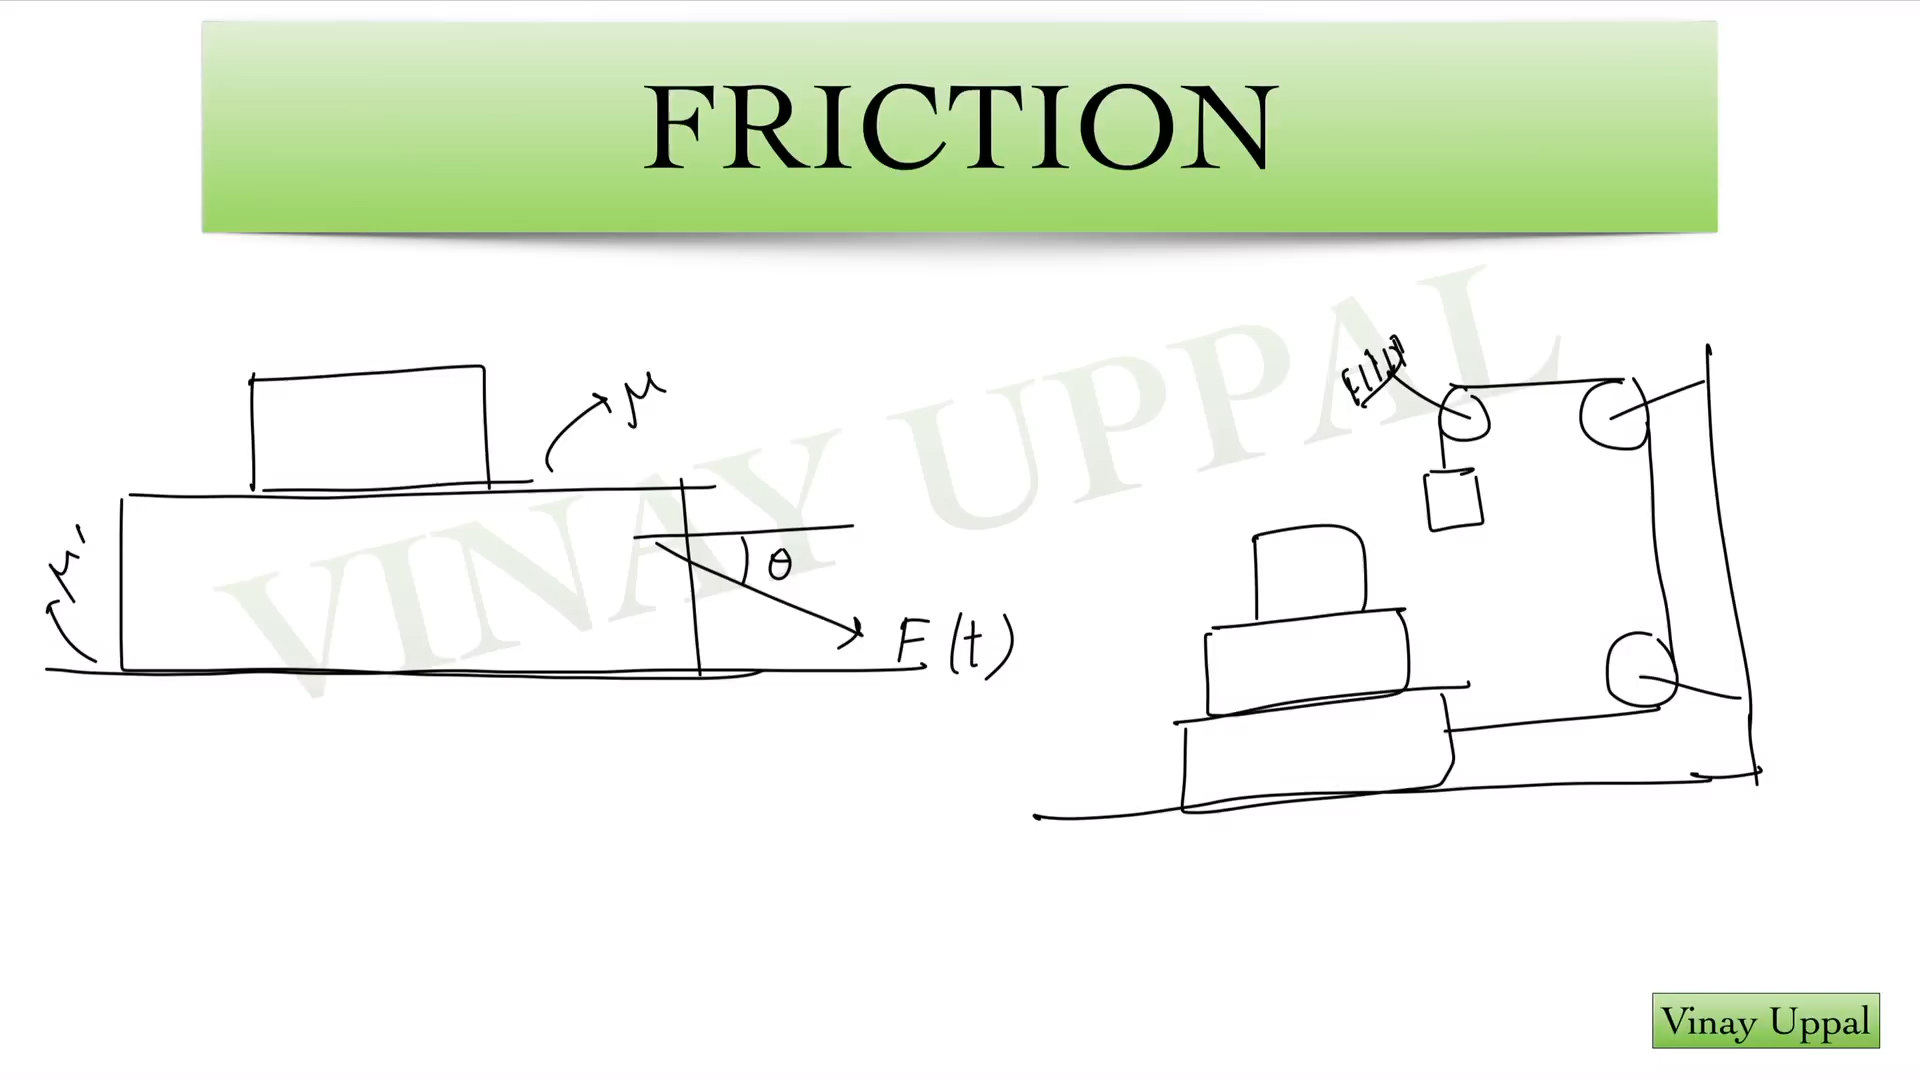 FRICTION
VINAY UPPAL
μ
μ'
θ
F(t)
Vinay Uppal